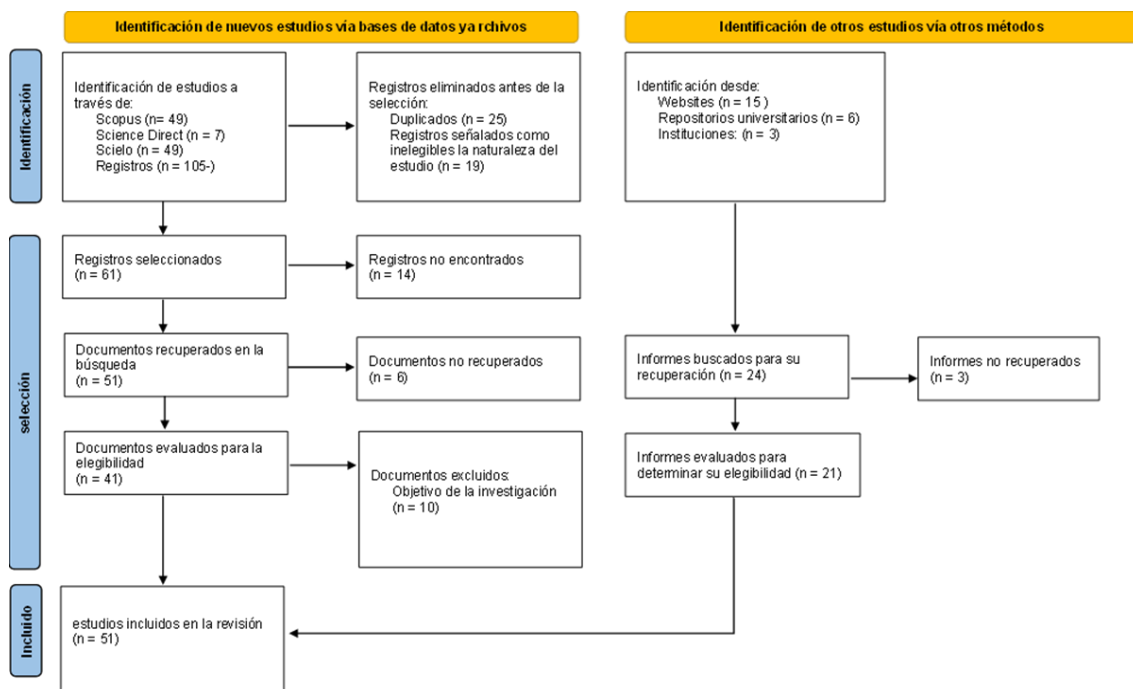 Identificación de nuevos estudios vía bases de datos ya rchivos
Identificación de otros estudios vía otros métodos
Identificación
Identificación de estudios a
través de:
Scopus (n= 49)
Science Direct (n = 7)
Scielo (n = 49)
Registros (n = 105-)
Registros eliminados antes de la
selección:
Duplicados (n = 25)
Registros señalados como
inelegibles la naturaleza del
estudio (n = 19)
Identificación desde:
Websites (n = 15 )
Repositorios universitarios (n = 6)
Instituciones: (n = 3)
selección
Registros seleccionados
(n = 61)
Registros no encontrados
(n = 14)
Documentos recuperados en la
búsqueda
(n = 51)
Documentos no recuperados
(n = 6)
Informes buscados para su
recuperación (n = 24)
Informes no recuperados
(n = 3)
Documentos evaluados para la
elegibilidad
(n = 41)
Documentos excluidos:
Objetivo de la investigación
(n = 10)
Informes evaluados para
determinar su elegibilidad (n = 21)
Incluido
estudios incluidos en la revisión
(n = 51)